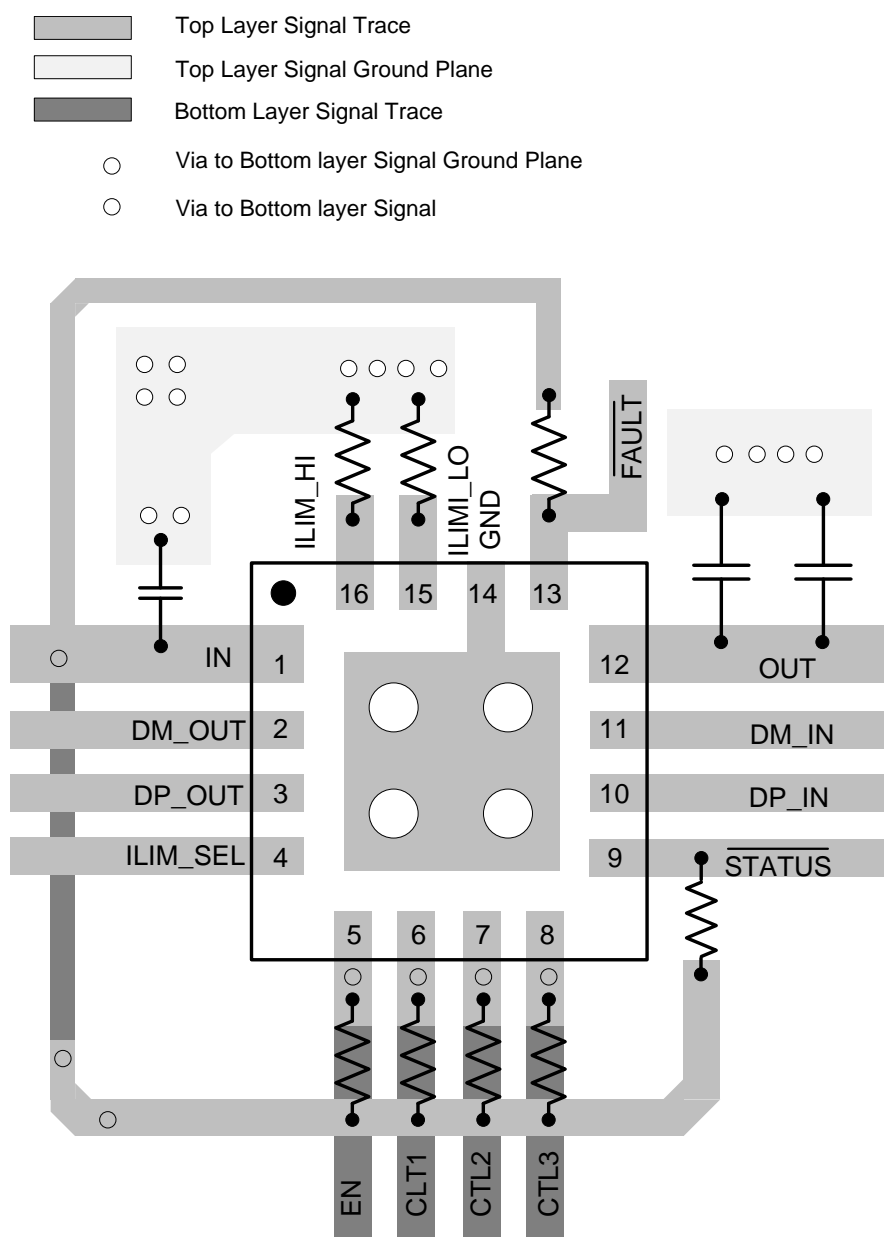 Top Layer Signal Trace
Top Layer Signal Ground Plane
Bottom Layer Signal Trace
Via to Bottom layer Signal Ground Plane
Via to Bottom layer Signal
ILIM_HI
ILIMI_LO
GND
FAULT
16
15
14
13
IN
1
12
OUT
DM_OUT
2
11
DM_IN
DP_OUT
3
10
DP_IN
ILIM_SEL
4
9
STATUS
5
6
7
8
EN
CLT1
CTL2
CTL3